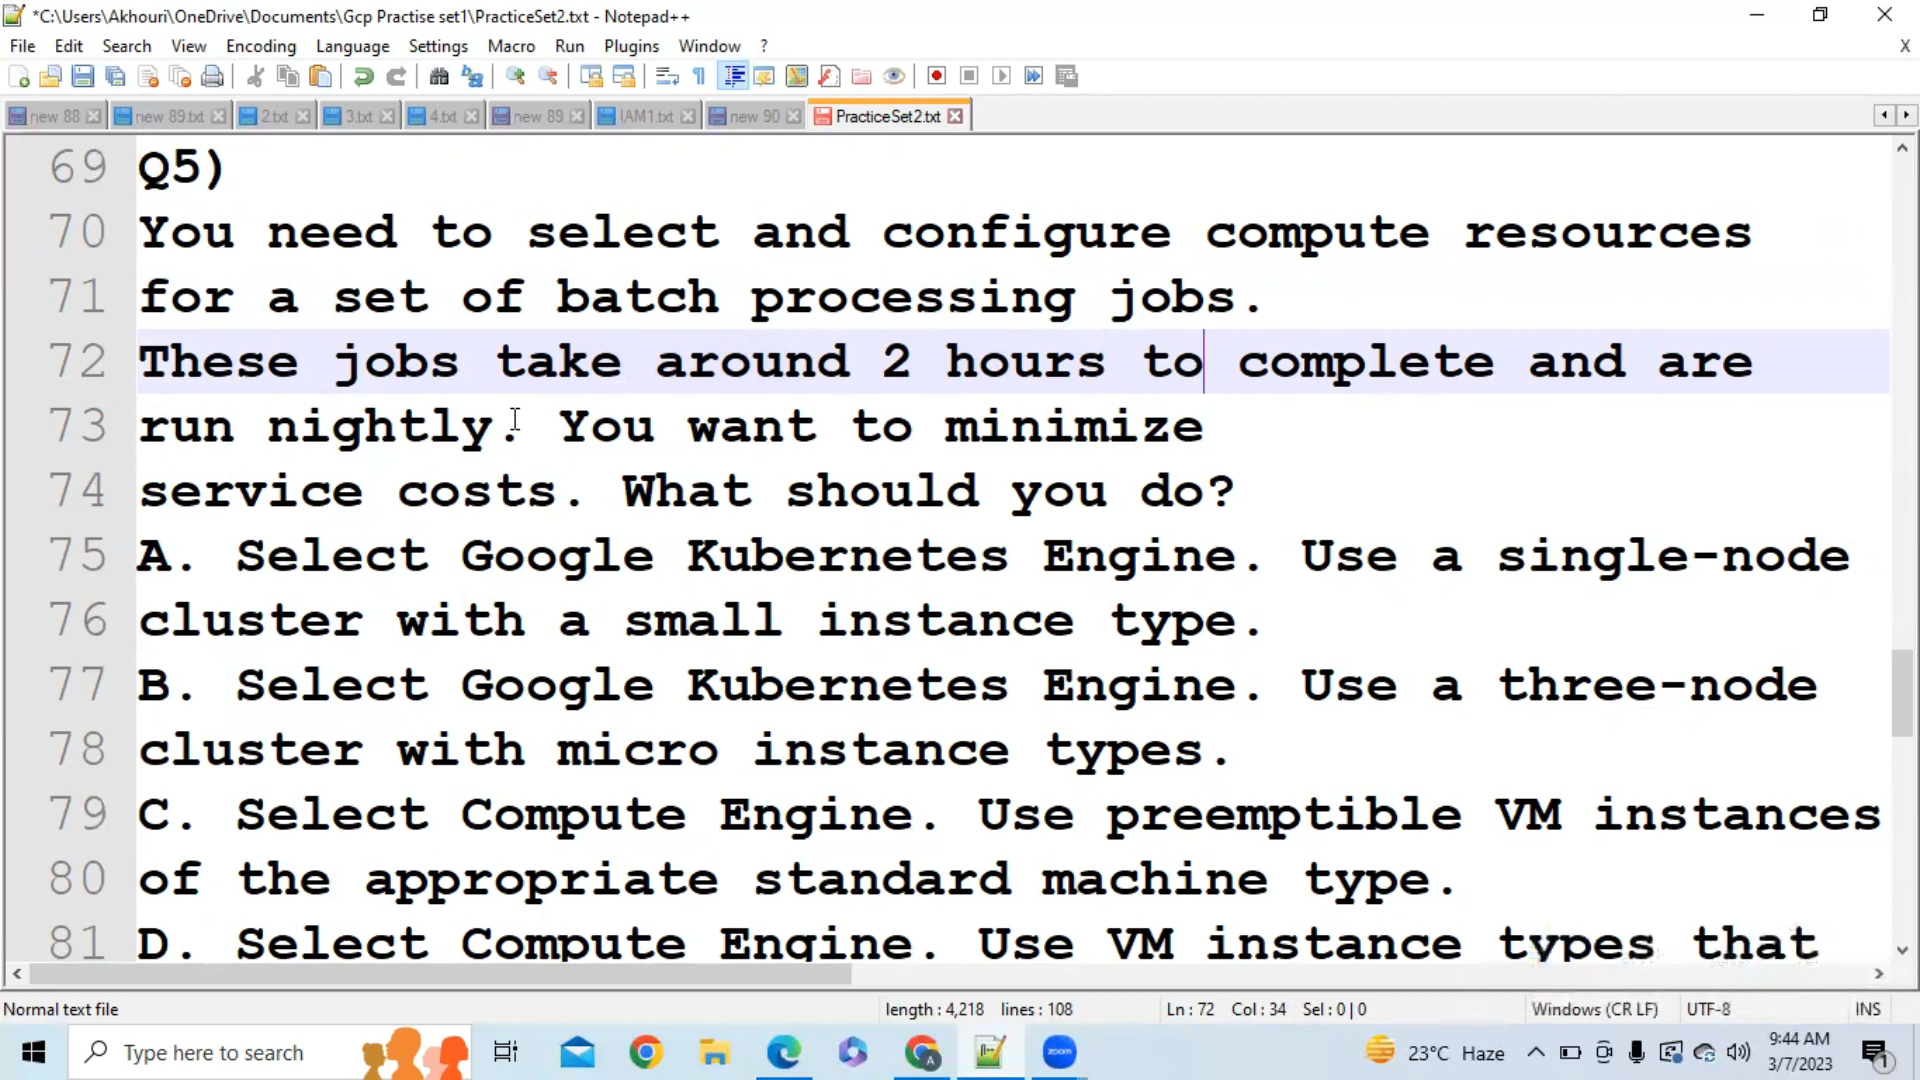 *C:\Users\Akhouri\OneDrive\Documents\Gcp Practise set1\PracticeSet2.txt - Notepad++
File Edit Search View Encoding Language Settings Macro Run Plugins Window ? X
new 88 new 89.txt 2.txt 3.txt 4.txt new 89 IAM1.txt new 90 PracticeSet2.txt
69 Q5)
70 You need to select and configure compute resources
71 for a set of batch processing jobs.
72 These jobs take around 2 hours to complete and are
73 run nightly. You want to minimize
74 service costs. What should you do?
75 A. Select Google Kubernetes Engine. Use a single-node
76 cluster with a small instance type.
77 B. Select Google Kubernetes Engine. Use a three-node
78 cluster with micro instance types.
79 C. Select Compute Engine. Use preemptible VM instances
80 of the appropriate standard machine type.
81 D. Select Compute Engine. Use VM instance types that
Normal text file length : 4,218 lines : 108 Ln : 72 Col : 34 Sel : 0 | 0 Windows (CR LF) UTF-8 INS
Type here to search zoom 23°C Haze 9:44 AM
3/7/2023 1